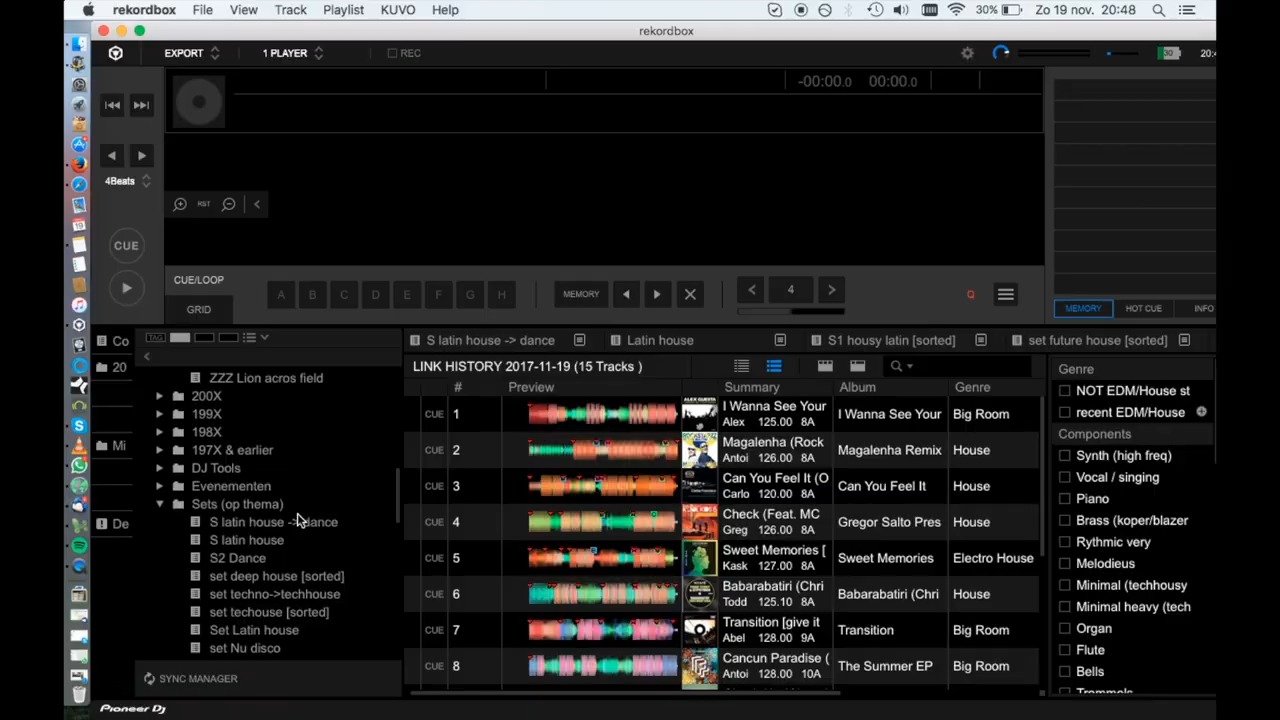 rekordbox File View Track Playlist KUVO Help 30% Zo 19 nov. 20:48
rekordbox
EXPORT 1 PLAYER REC 30 20:4
-00:00.0 00:00.0
4Beats
RST
CUE
CUE/LOOP
GRID
A B C D E F G H MEMORY 4 Q
MEMORY HOT CUE INFO
Co
20
Mi
De
TAG
ZZZ Lion acros field
200X
199X
198X
197X & earlier
DJ Tools
Evenementen
Sets (op thema)
S latin house -> dance
S latin house
S2 Dance
set deep house [sorted]
set techno->techhouse
set techouse [sorted]
Set Latin house
set Nu disco
SYNC MANAGER
S latin house -> dance Latin house S1 housy latin [sorted] set future house [sorted]
LINK HISTORY 2017-11-19 (15 Tracks )
# Preview Summary Album Genre
CUE 1 I Wanna See Your I Wanna See Your Big Room
Alex 125.00 8A
CUE 2 Magalenha (Rock Magalenha Remix House
Antoi 126.00 8A
CUE 3 Can You Feel It (O Can You Feel It House
Carlo 120.00 8A
CUE 4 Check (Feat. MC Gregor Salto Pres House
Greg 126.00 8A
CUE 5 Sweet Memories [ Sweet Memories Electro House
Kask 127.00 8A
CUE 6 Babarabatiri (Chri Babarabatiri (Chri House
Todd 125.10 8A
CUE 7 Transition [give it Transition Big Room
Abel 128.00 9A
CUE 8 Cancun Paradise ( The Summer EP Big Room
Antoi 128.00 10A
Genre
NOT EDM/House st
recent EDM/House
Components
Synth (high freq)
Vocal / singing
Piano
Brass (koper/blazer
Rythmic very
Melodieus
Minimal (techhousy
Minimal heavy (tech
Organ
Flute
Bells
Trommels
Pioneer Dj